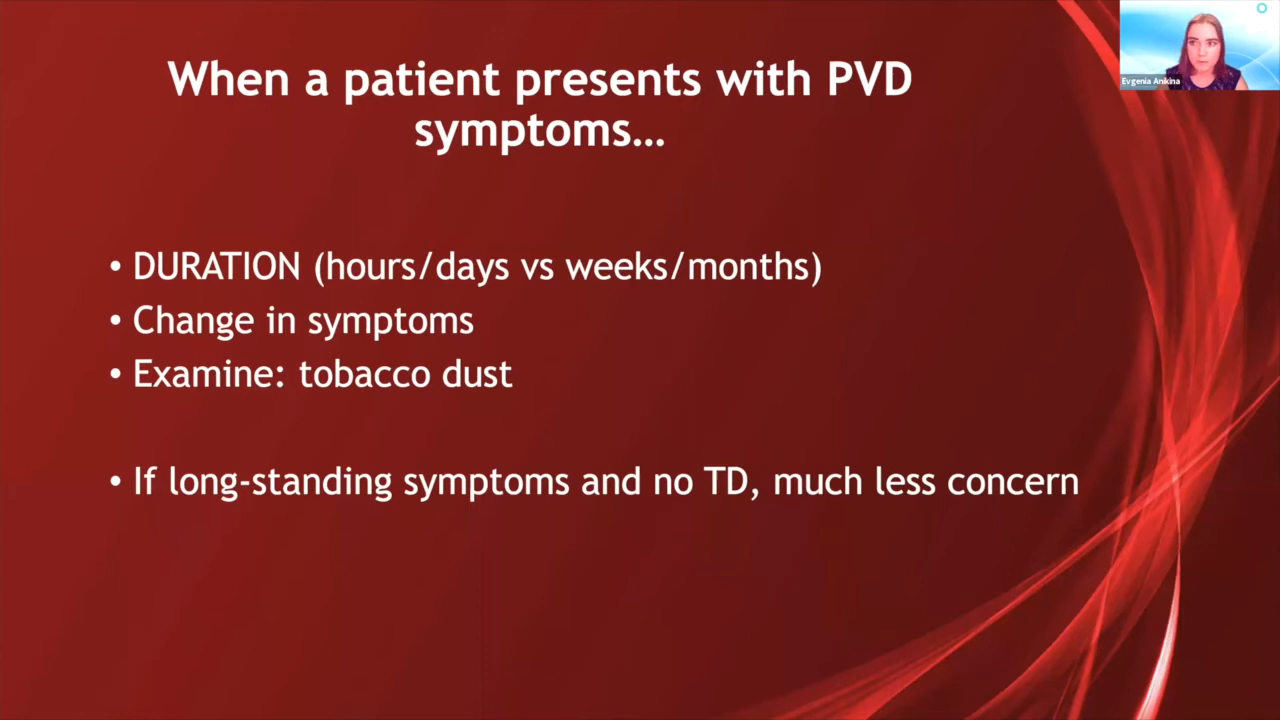 When a patient presents with PVD
symptoms...
• DURATION (hours/days vs weeks/months)
• Change in symptoms
• Examine: tobacco dust
• If long-standing symptoms and no TD, much less concern
Evgenia Anikina